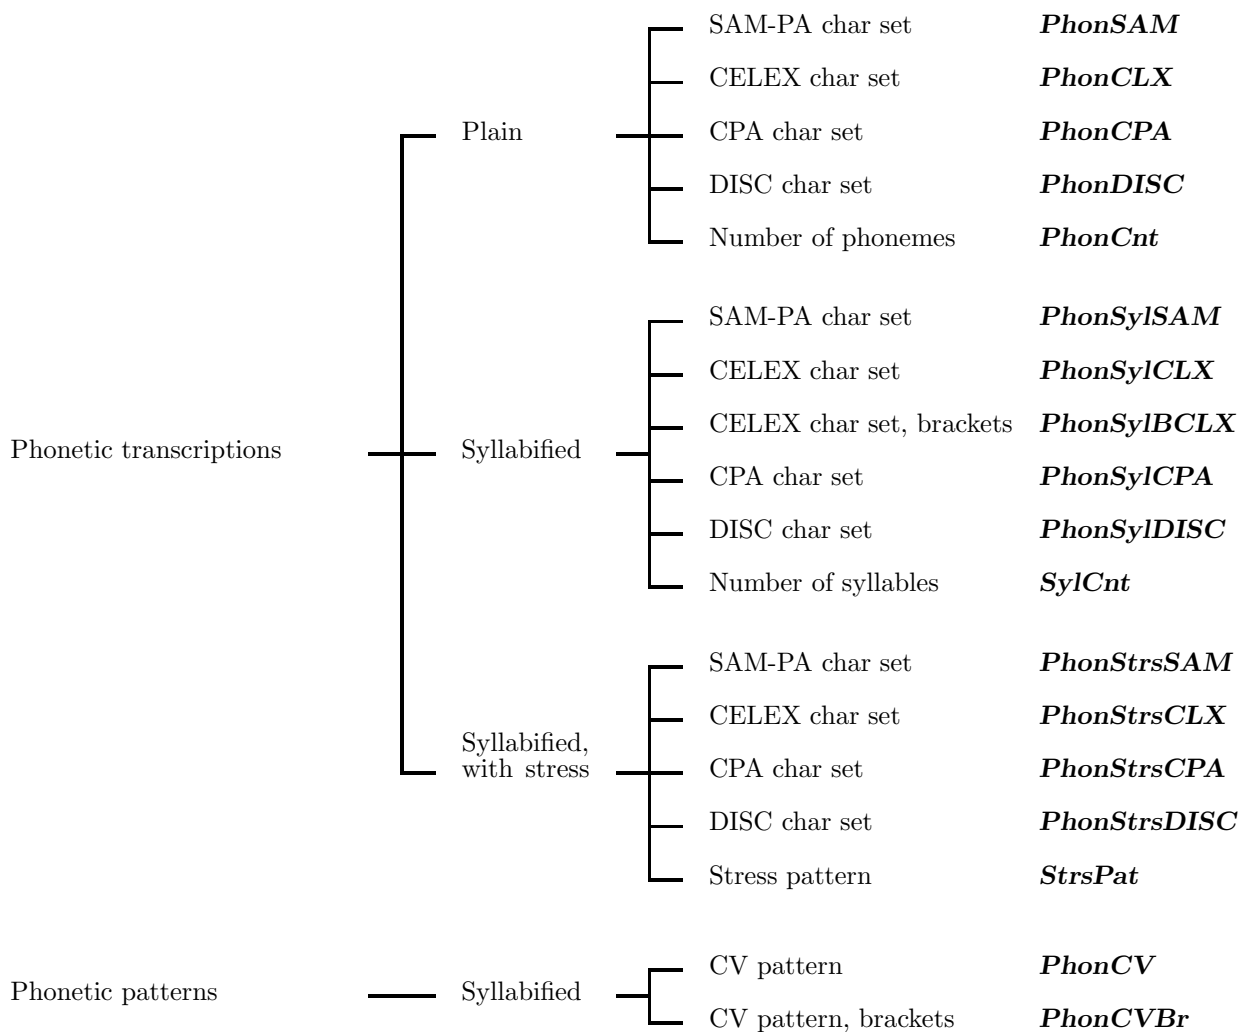 SAM-PA char set PhonSAM
CELEX char set PhonCLX
Plain CPA char set PhonCPA
DISC char set PhonDISC
Number of phonemes PhonCnt
SAM-PA char set PhonSylSAM
CELEX char set PhonSylCLX
CELEX char set, brackets PhonSylBCLX
Phonetic transcriptions Syllabified
CPA char set PhonSylCPA
DISC char set PhonSylDISC
Number of syllables SylCnt
SAM-PA char set PhonStrsSAM
CELEX char set PhonStrsCLX
Syllabified,
with stress CPA char set PhonStrsCPA
DISC char set PhonStrsDISC
Stress pattern StrsPat
CV pattern PhonCV
Phonetic patterns Syllabified
CV pattern, brackets PhonCVBr